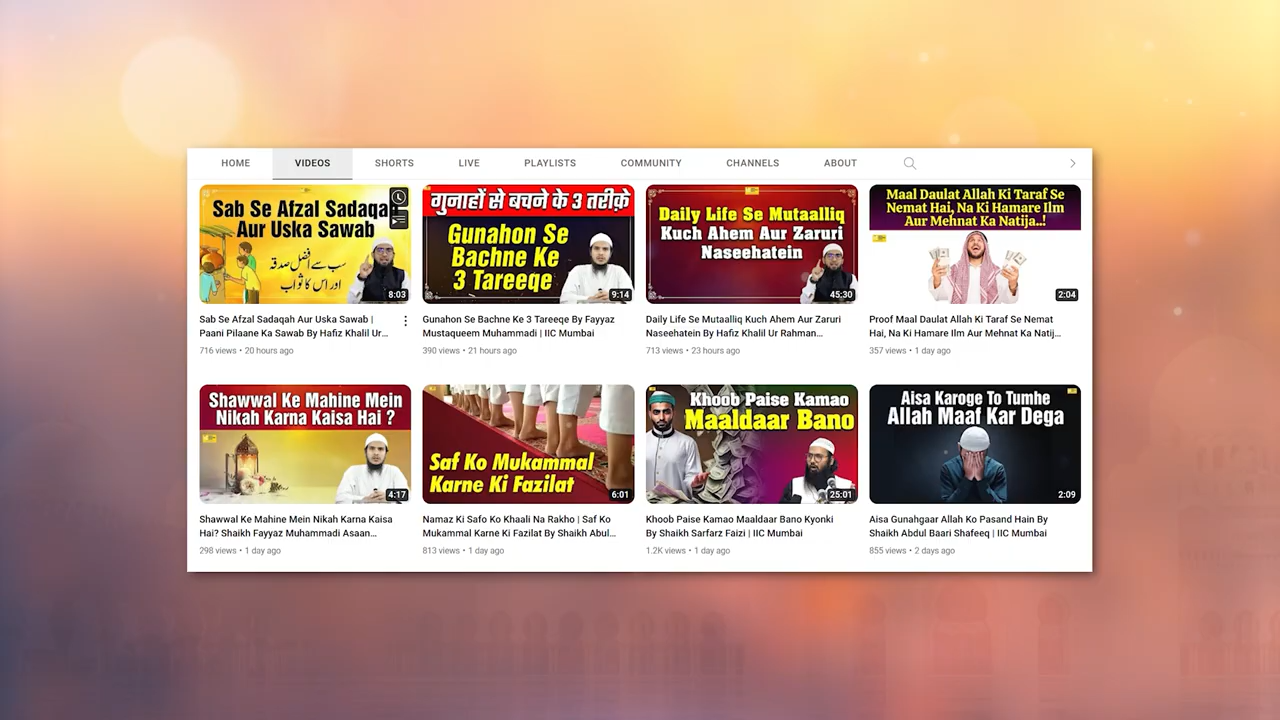 HOME VIDEOS SHORTS LIVE PLAYLISTS COMMUNITY CHANNELS ABOUT
Sab Se Afzal Sadaqa
Aur Uska Sawab
سب سے افضل صدقہ
اور اس کا ثواب
8:03
Sab Se Afzal Sadaqah Aur Uska Sawab |
Paani Pilaane Ka Sawab By Hafiz Khalil Ur...
716 views • 20 hours ago
गुनाहों से बचने के 3 तरीक़े
Gunahon Se
Bachne Ke
3 Tareeqe
9:14
Gunahon Se Bachne Ke 3 Tareeqe By Fayyaz
Mustaqueem Muhammadi | IIC Mumbai
390 views • 21 hours ago
Daily Life Se Mutaalliq
Kuch Ahem Aur Zaruri
Naseehatein
45:30
Daily Life Se Mutaalliq Kuch Ahem Aur Zaruri
Naseehatein By Hafiz Khalil Ur Rahman...
713 views • 23 hours ago
Maal Daulat Allah Ki Taraf Se
Nemat Hai, Na Ki Hamare Ilm
Aur Mehnat Ka Natija..!
2:04
Proof Maal Daulat Allah Ki Taraf Se Nemat
Hai, Na Ki Hamare Ilm Aur Mehnat Ka Natij...
357 views • 1 day ago
Shawwal Ke Mahine Mein
Nikah Karna Kaisa Hai ?
4:17
Shawwal Ke Mahine Mein Nikah Karna Kaisa
Hai? Shaikh Fayyaz Muhammadi Asaan...
298 views • 1 day ago
Saf Ko Mukammal
Karne Ki Fazilat
6:01
Namaz Ki Safo Ko Khaali Na Rakho | Saf Ko
Mukammal Karne Ki Fazilat By Shaikh Abul...
813 views • 1 day ago
Khoob Paise Kamao
Maaldaar Bano
25:01
Khoob Paise Kamao Maaldaar Bano Kyonki
By Shaikh Sarfarz Faizi | IIC Mumbai
1.2K views • 1 day ago
Aisa Karoge To Tumhe
Allah Maaf Kar Dega
2:09
Aisa Gunahgaar Allah Ko Pasand Hain By
Shaikh Abdul Baari Shafeeq | IIC Mumbai
855 views • 2 days ago